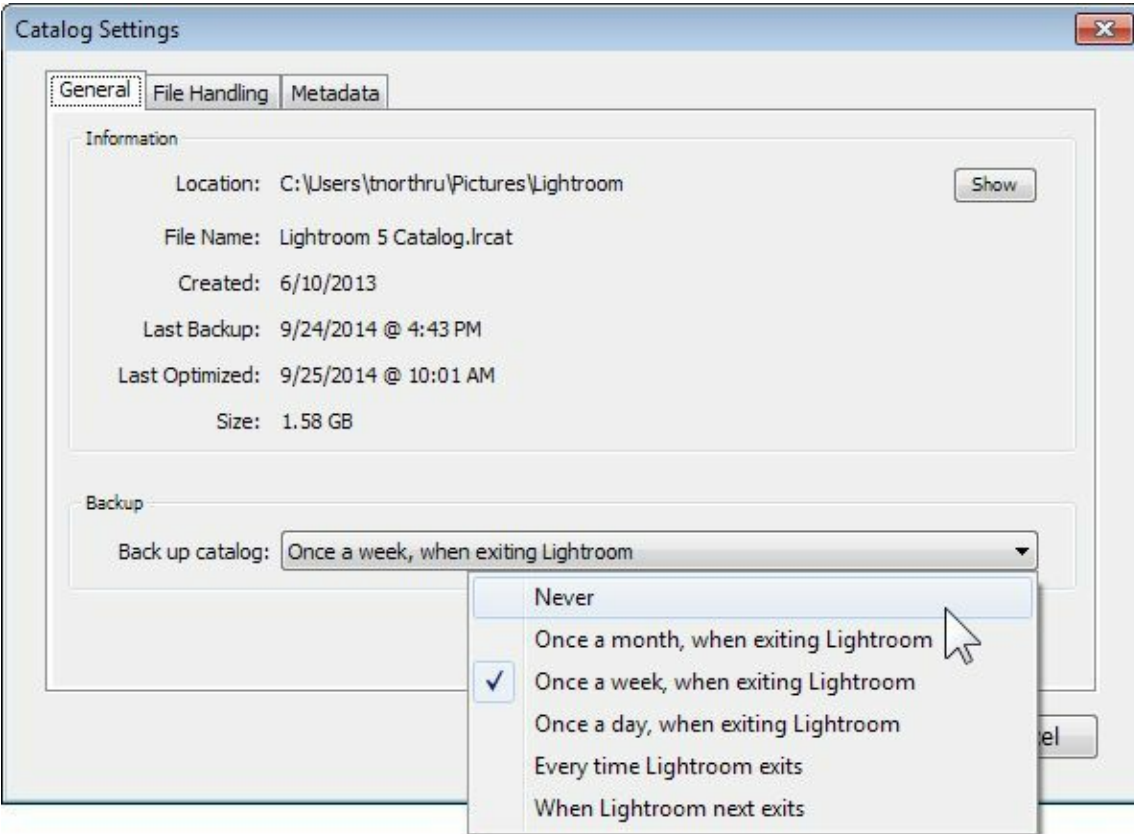 Catalog Settings
General File Handling Metadata
Information
Location: C:\Users\tnorthru\Pictures\Lightroom Show
File Name: Lightroom 5 Catalog.lrcat
Created: 6/10/2013
Last Backup: 9/24/2014 @ 4:43 PM
Last Optimized: 9/25/2014 @ 10:01 AM
Size: 1.58 GB
Backup
Back up catalog: Once a week, when exiting Lightroom
Never
Once a month, when exiting Lightroom
Once a week, when exiting Lightroom
Once a day, when exiting Lightroom
Every time Lightroom exits
When Lightroom next exits